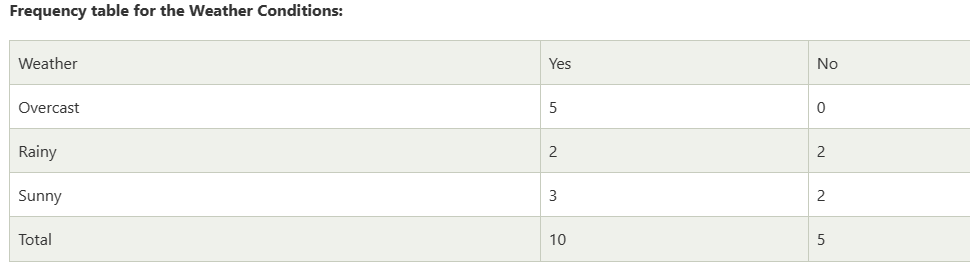 Frequency table for the Weather Conditions:
Weather Yes No
Overcast 5 0
Rainy 2 2
Sunny 3 2
Total 10 5